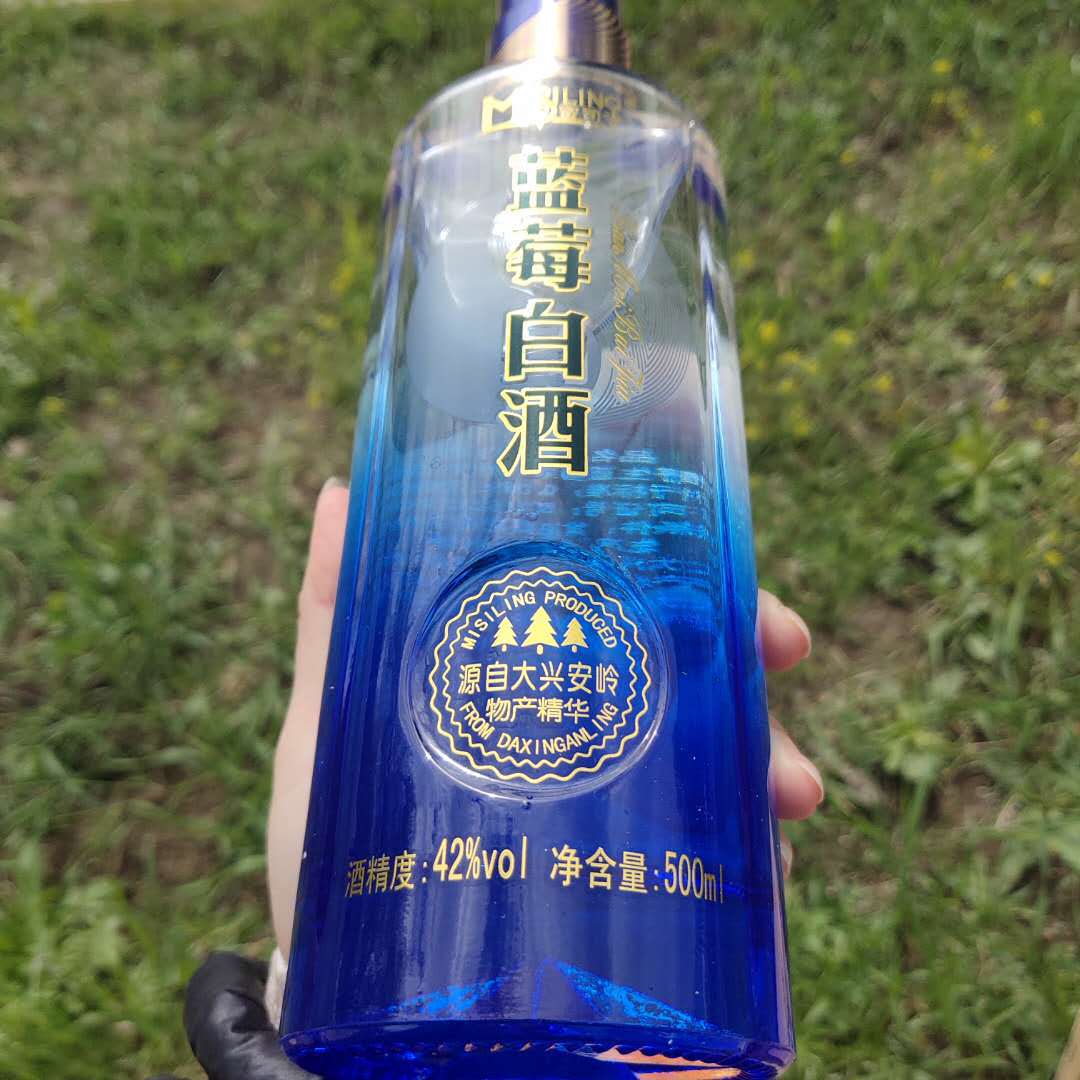 蓝莓白酒
MISILING PRODUCED
源自大兴安岭
物产精华
FROM DAXINGANLING
酒精度:42%vol 净含量:500ml